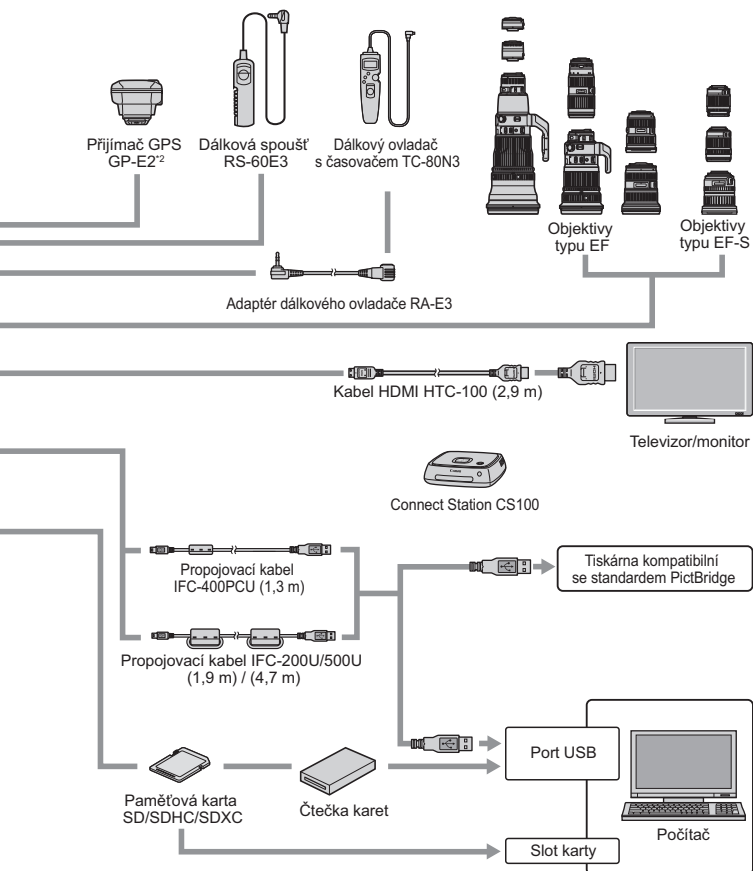 Přijímač GPS
GP-E2*2
Dálková spoušť
RS-60E3
Dálkový ovladač
s časovačem TC-80N3
Objektivy
typu EF
Objektivy
typu EF-S
Adaptér dálkového ovladače RA-E3
Kabel HDMI HTC-100 (2,9 m)
Televizor/monitor
Canon
Connect Station CS100
Propojovací kabel
IFC-400PCU (1,3 m)
Tiskárna kompatibilní
se standardem PictBridge
Propojovací kabel IFC-200U/500U
(1,9 m) / (4,7 m)
Port USB
Paměťová karta
SD/SDHC/SDXC
Čtečka karet
Počítač
Slot karty